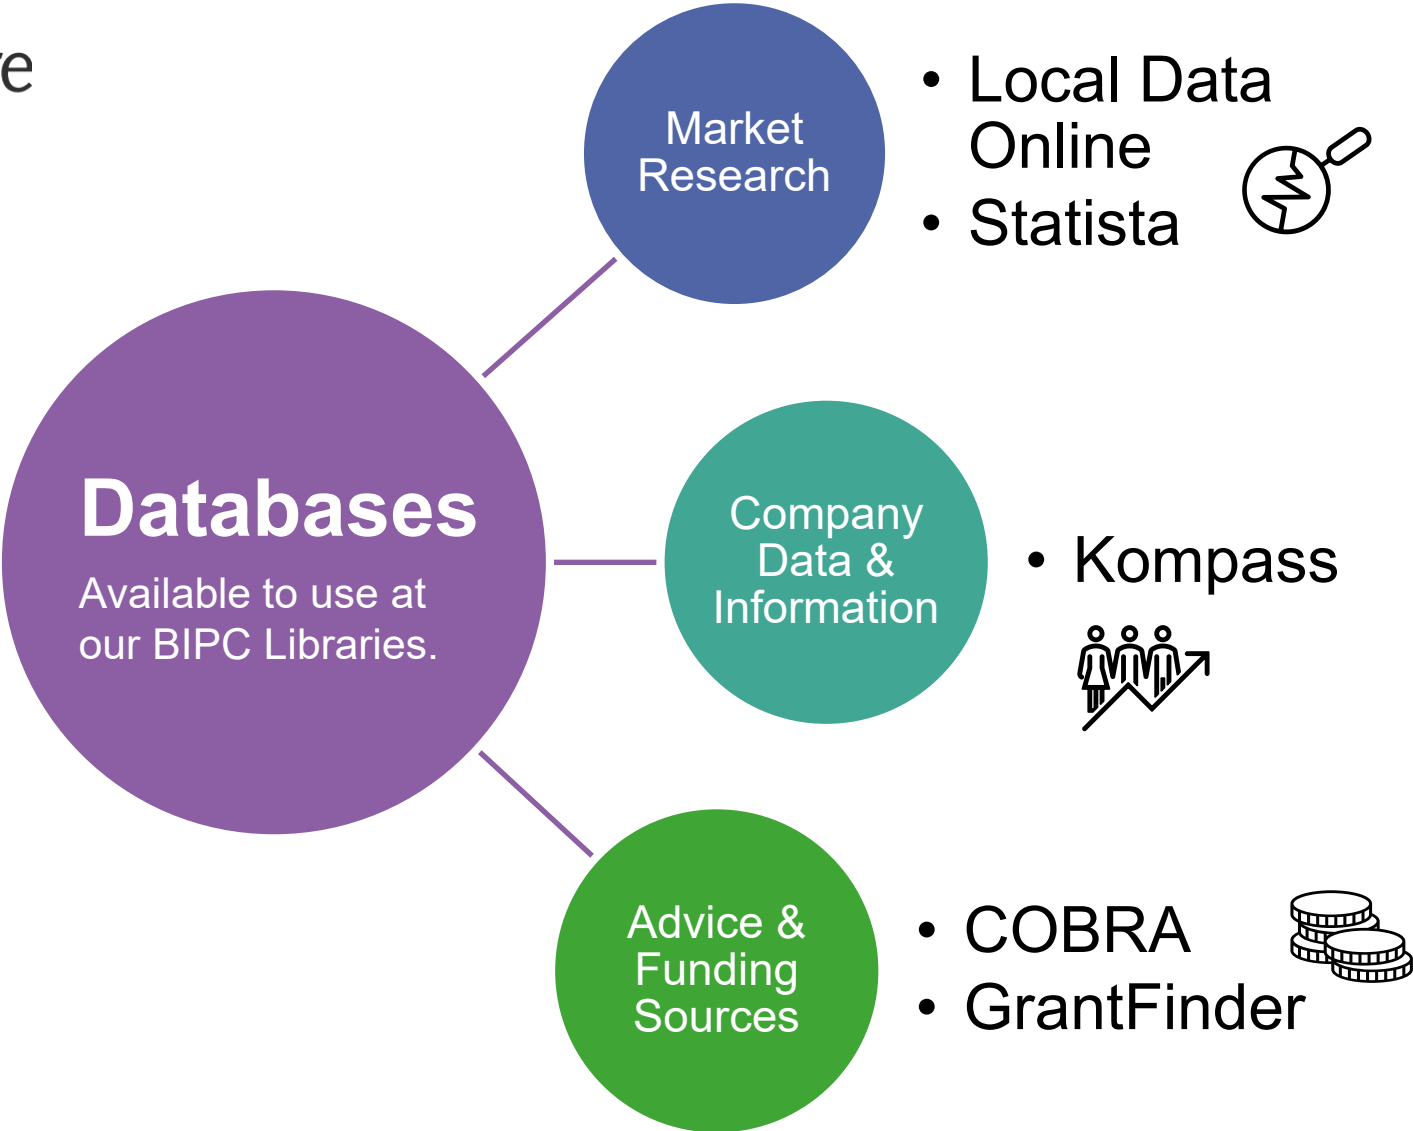 Market
Research
• Local Data
Online
• Statista
Databases
Available to use at
our BIPC Libraries.
Company
Data &
Information
• Kompass
Advice &
Funding
Sources
• COBRA
• GrantFinder